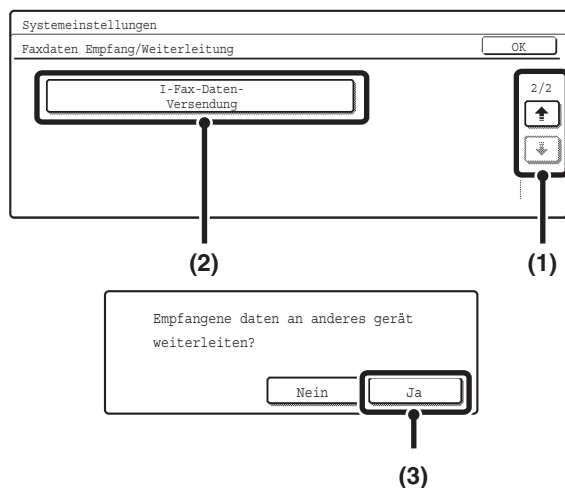 Systemeinstellungen
Faxdaten Empfang/Weiterleitung
OK
I-Fax-Daten-
Versendung
2/2
(2)
(1)
Empfangene daten an anderes gerät
weiterleiten?
Nein
Ja
(3)